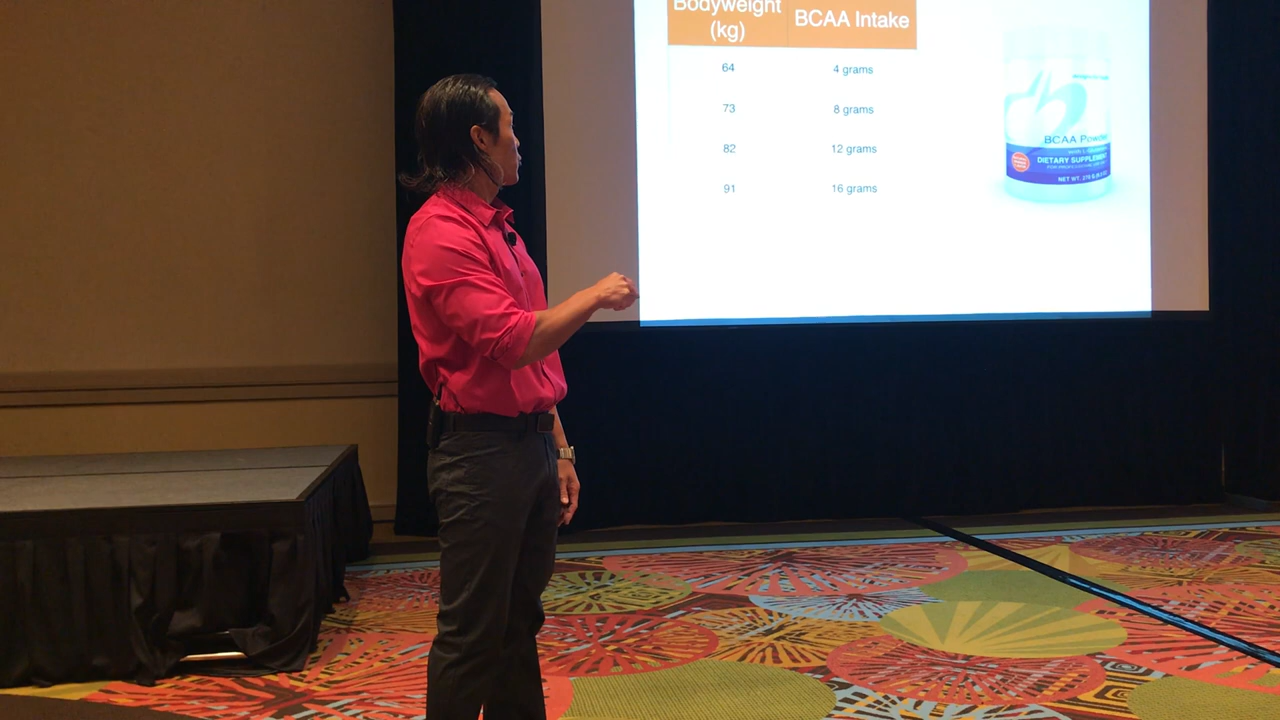 Bodyweight
(kg)
BCAA Intake
64
4 grams
73
8 grams
82
12 grams
91
16 grams
BCAA Powder
DIETARY SUPPLEMENT